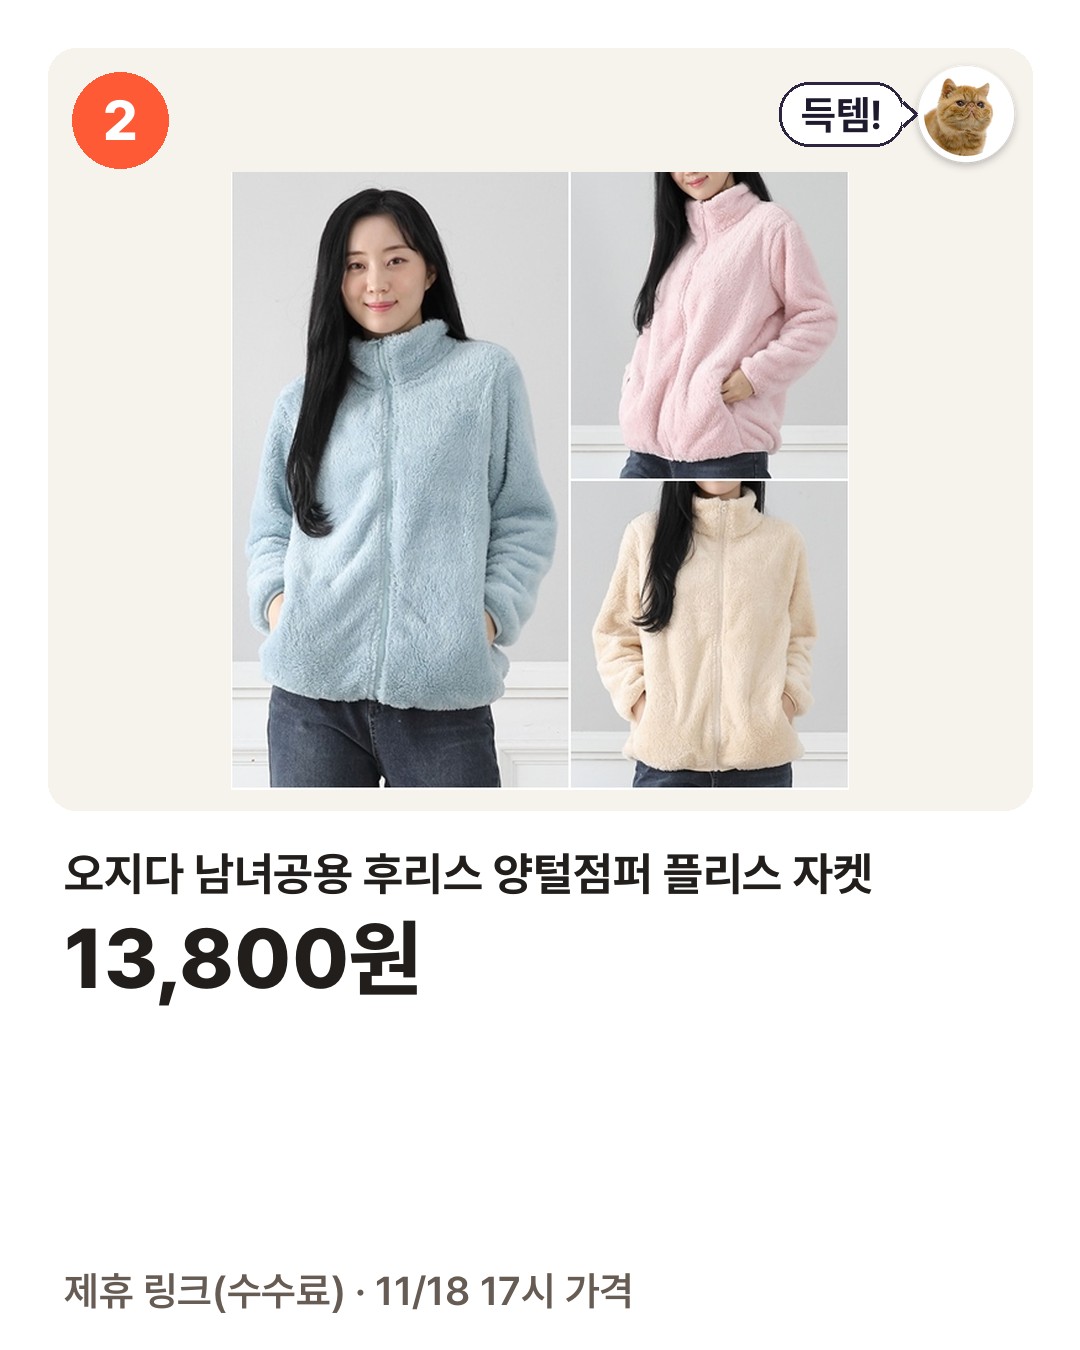 2
득템!
오지다 남녀공용 후리스 양털점퍼 플리스 자켓
13,800원
제휴 링크(수수료) · 11/18 17시 가격